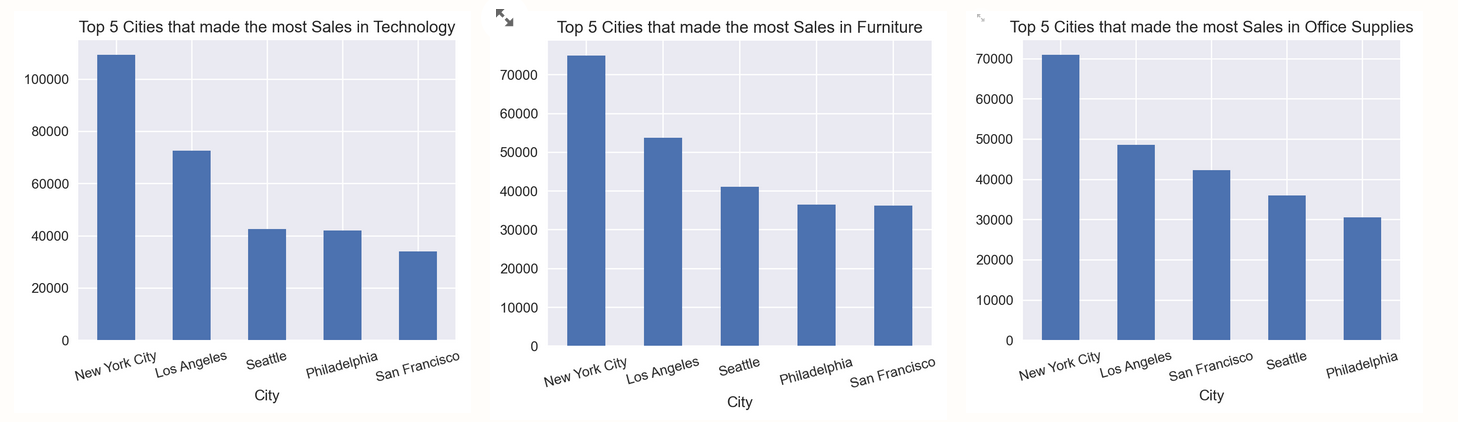 Top 5 Cities that made the most Sales in Technology
100000
80000
60000
40000
20000
0
New York City
Los Angeles
Seattle
Philadelphia
San Francisco
City
Top 5 Cities that made the most Sales in Furniture
70000
60000
50000
40000
30000
20000
10000
0
New York City
Los Angeles
Seattle
Philadelphia
San Francisco
City
Top 5 Cities that made the most Sales in Office Supplies
70000
60000
50000
40000
30000
20000
10000
0
New York City
Los Angeles
San Francisco
Seattle
Philadelphia
City